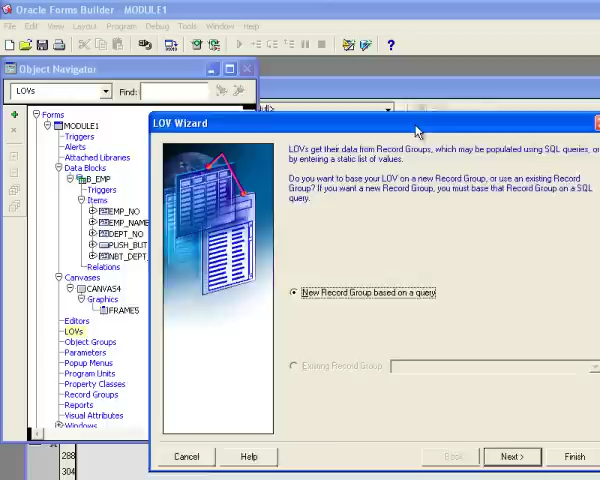 Oracle Forms Builder - MODULE1
File Edit View Layout Program Debug Tools Window Help
Object Navigator
LOVs Find:
Forms
MODULE1
Triggers
Alerts
Attached Libraries
Data Blocks
B_EMP
Triggers
Items
EMP_NO
EMP_NAME
DEPT_NO
PUSH_BUT
NBT_DEPT_
Relations
Canvases
CANVAS4
Graphics
FRAME5
Editors
LOVs
Object Groups
Parameters
Popup Menus
Program Units
Property Classes
Record Groups
Reports
Visual Attributes
Windows
288
304
LOV Wizard
LOVs get their data from Record Groups, which may be populated using SQL queries, or
by entering a static list of values.
Do you want to base your LOV on a new Record Group, or use an existing Record
Group? If you want a new Record Group, you must base that Record Group on a SQL
query.
New Record Group based on a query
Existing Record Group
Cancel Help Back Next > Finish